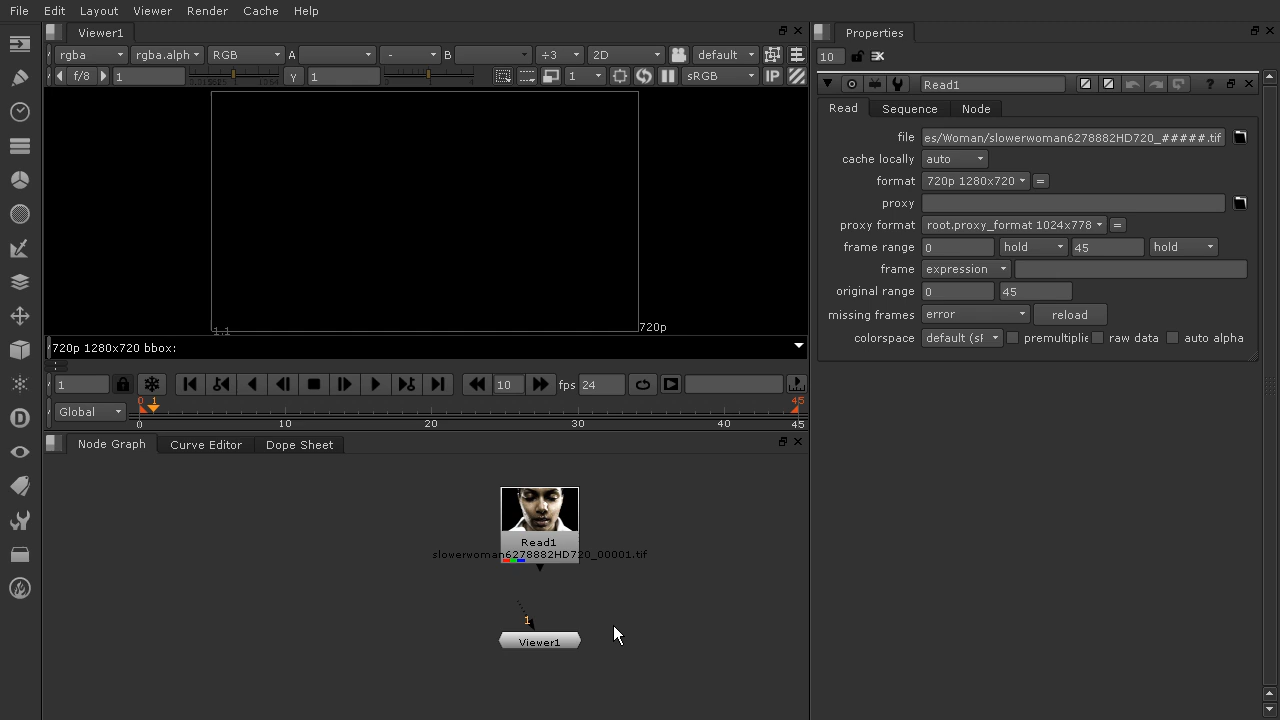 File Edit Layout Viewer Render Cache Help
Viewer1
rgba rgba.alph RGB A - B ÷3 2D default
f/8 1 γ 1 1 sRGB IP
720p
1,1
720p 1280x720 bbox:
1 10 fps 24
Global 0 1 45
0 10 20 30 40 45
Node Graph Curve Editor Dope Sheet
Read1
slowerwoman6278882HD720_00001.tif
1
Viewer1
Properties
10
Read1 ?
Read Sequence Node
file es/Woman/slowerwoman6278882HD720_#####.tif
cache locally auto
format 720p 1280x720 =
proxy
proxy format root.proxy_format 1024x778 =
frame range 0 hold 45 hold
frame expression
original range 0 45
missing frames error reload
colorspace default (sF premultiplie raw data auto alpha